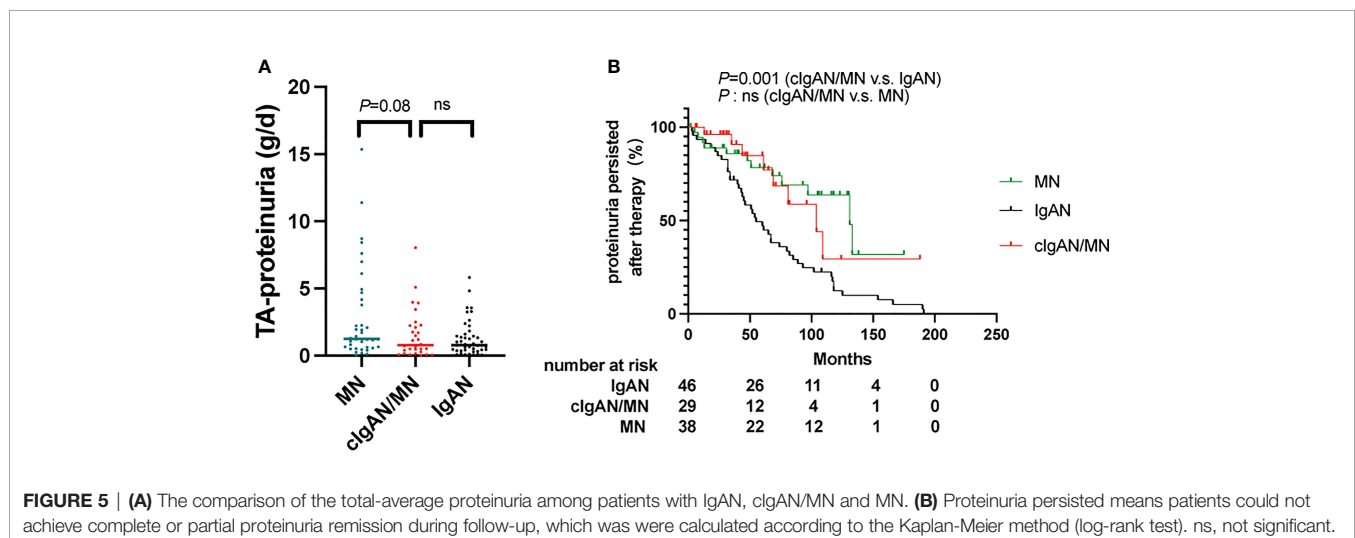 A
TA-proteinuria (g/d)
20
15
10
5
0
P=0.08
ns
MN
cIgAN/MN
IgAN
B
P=0.001 (cIgAN/MN v.s. IgAN)
P : ns (cIgAN/MN v.s. MN)
proteinuria persisted
after therapy (%)
100
50
0
0 50 100 150 200 250
Months
MN
IgAN
cIgAN/MN
number at risk
IgAN 46 26 11 4 0
cIgAN/MN 29 12 4 1 0
MN 38 22 12 1 0
FIGURE 5 | (A) The comparison of the total-average proteinuria among patients with IgAN, cIgAN/MN and MN. (B) Proteinuria persisted means patients could not
achieve complete or partial proteinuria remission during follow-up, which was were calculated according to the Kaplan-Meier method (log-rank test). ns, not significant.